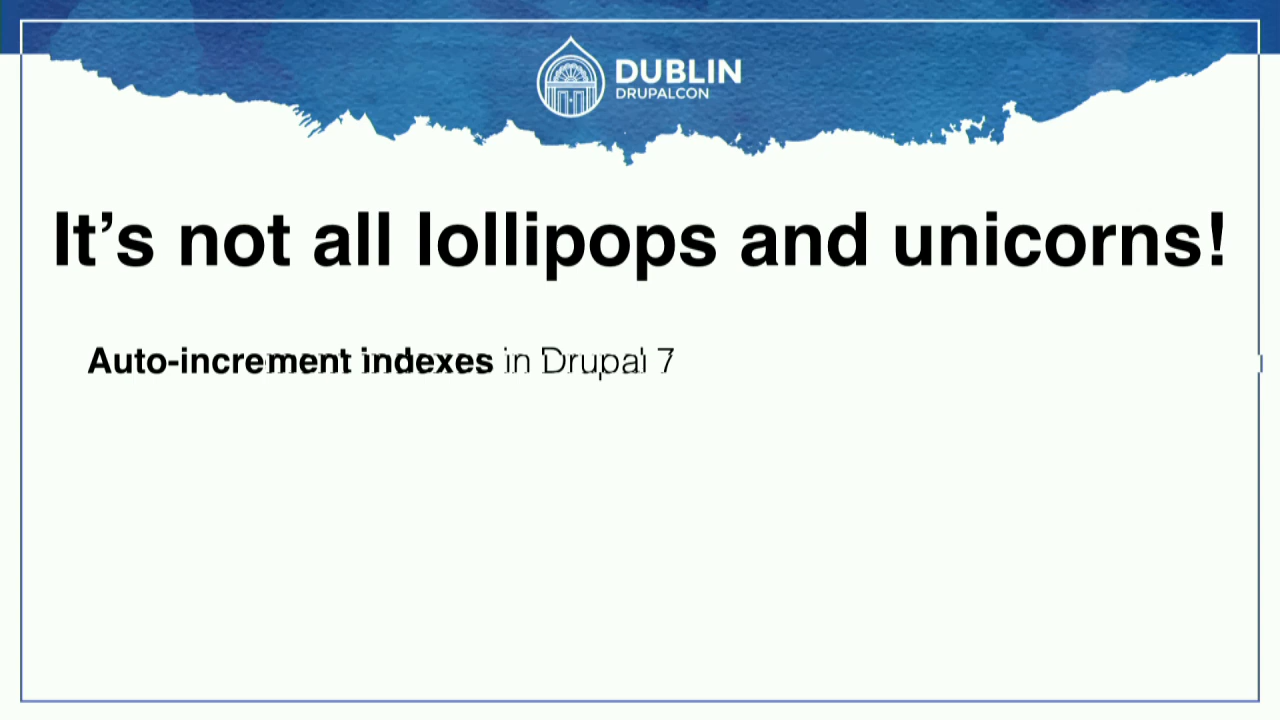 DUBLIN
DRUPALCON
It’s not all lollipops and unicorns!
Auto-increment indexes in Drupal 7